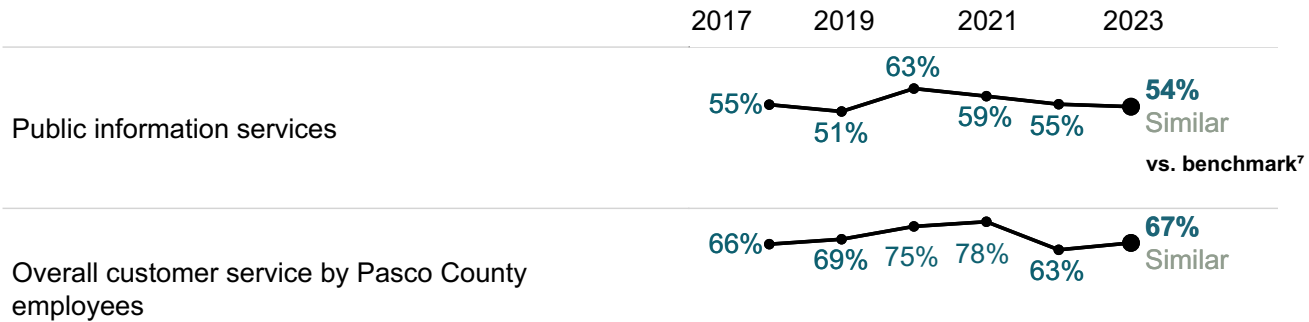 2017 2019 2021 2023
63%
55% 54%
51% 59% 55% Similar
Public information services
vs. benchmark⁷
66% 67%
69% 75% 78% 63% Similar
Overall customer service by Pasco County
employees